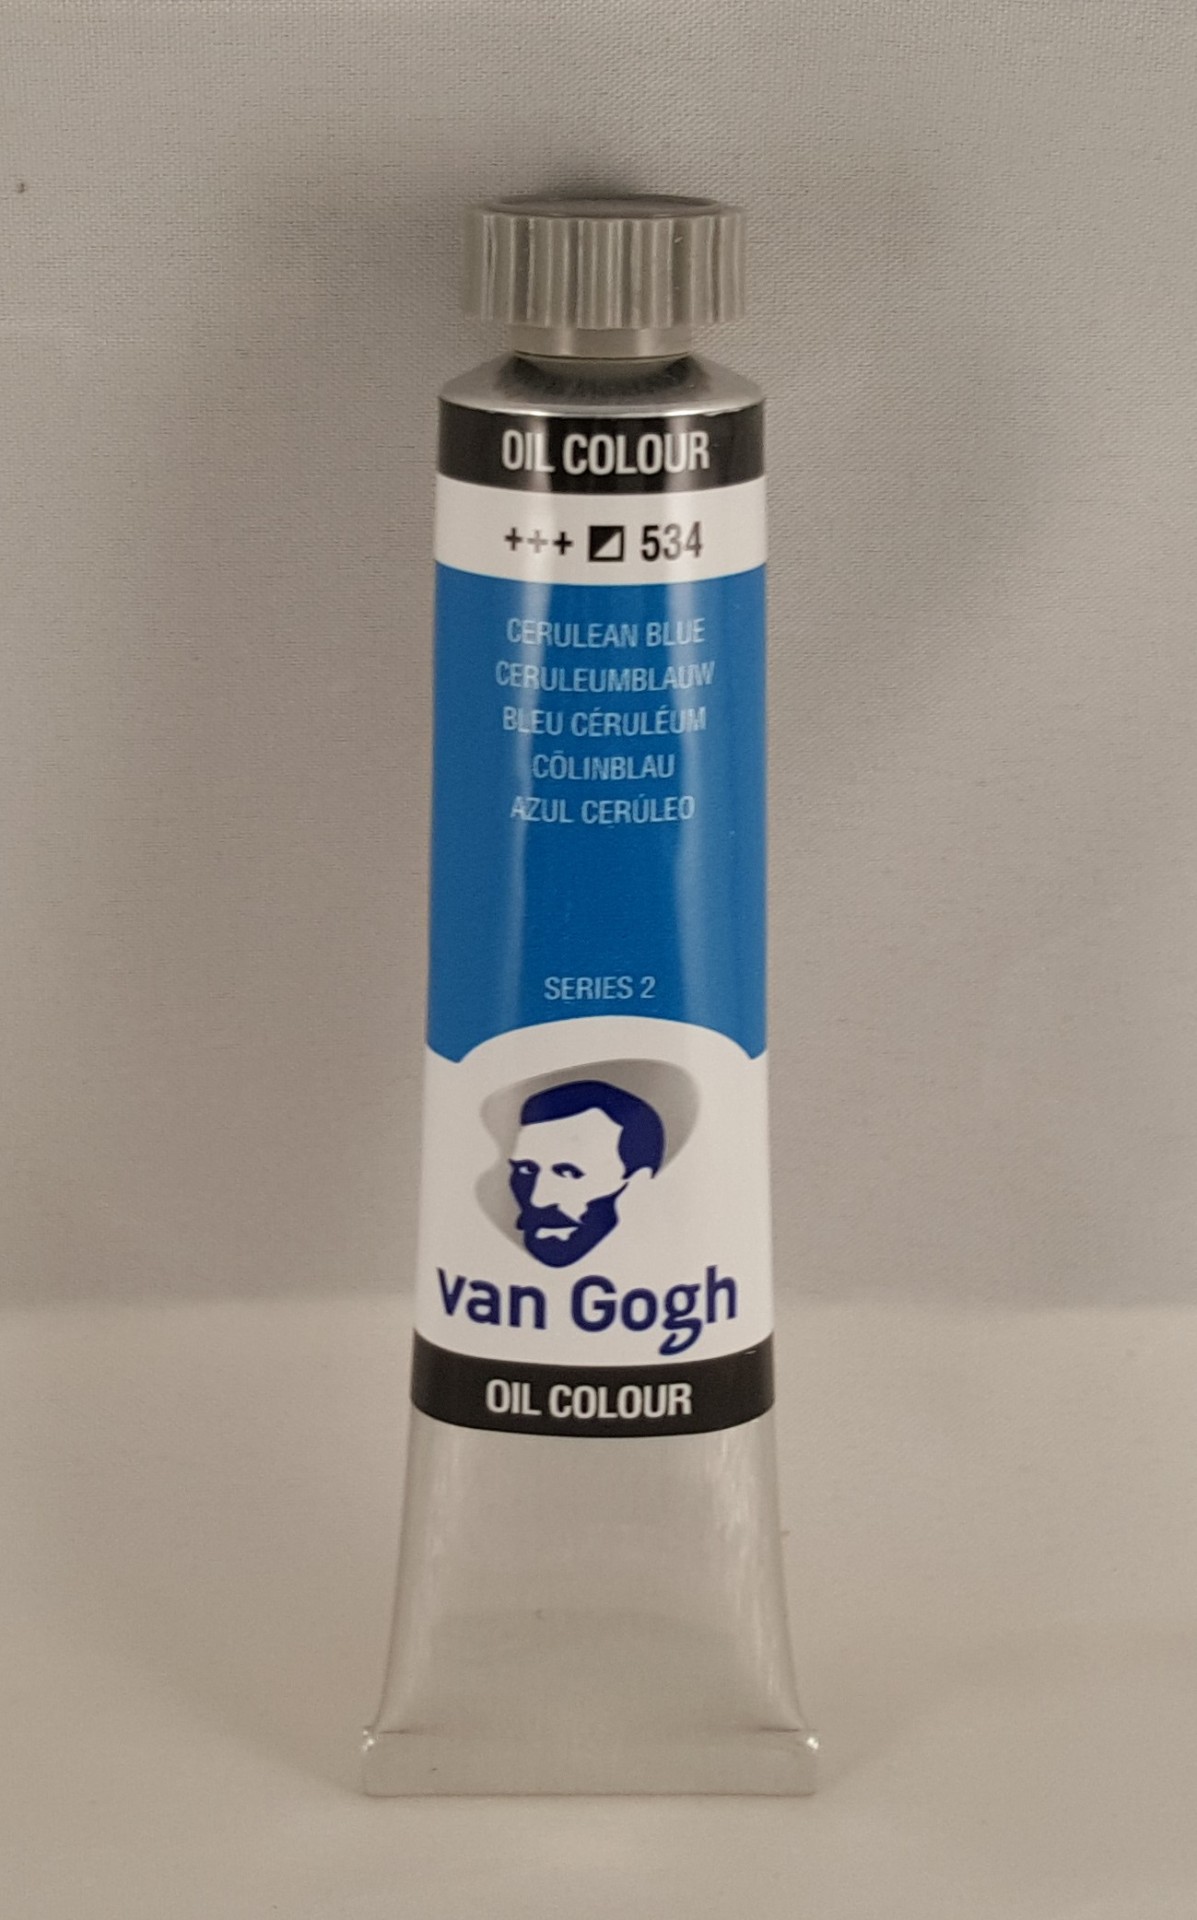 OIL COLOUR
+++ 534
CERULEAN BLUE
CERULEUMBLAUW
BLEU CÉRULÉUM
CÖLINBLAU
AZUL CERÚLEO
SERIES 2
van Gogh
OIL COLOUR